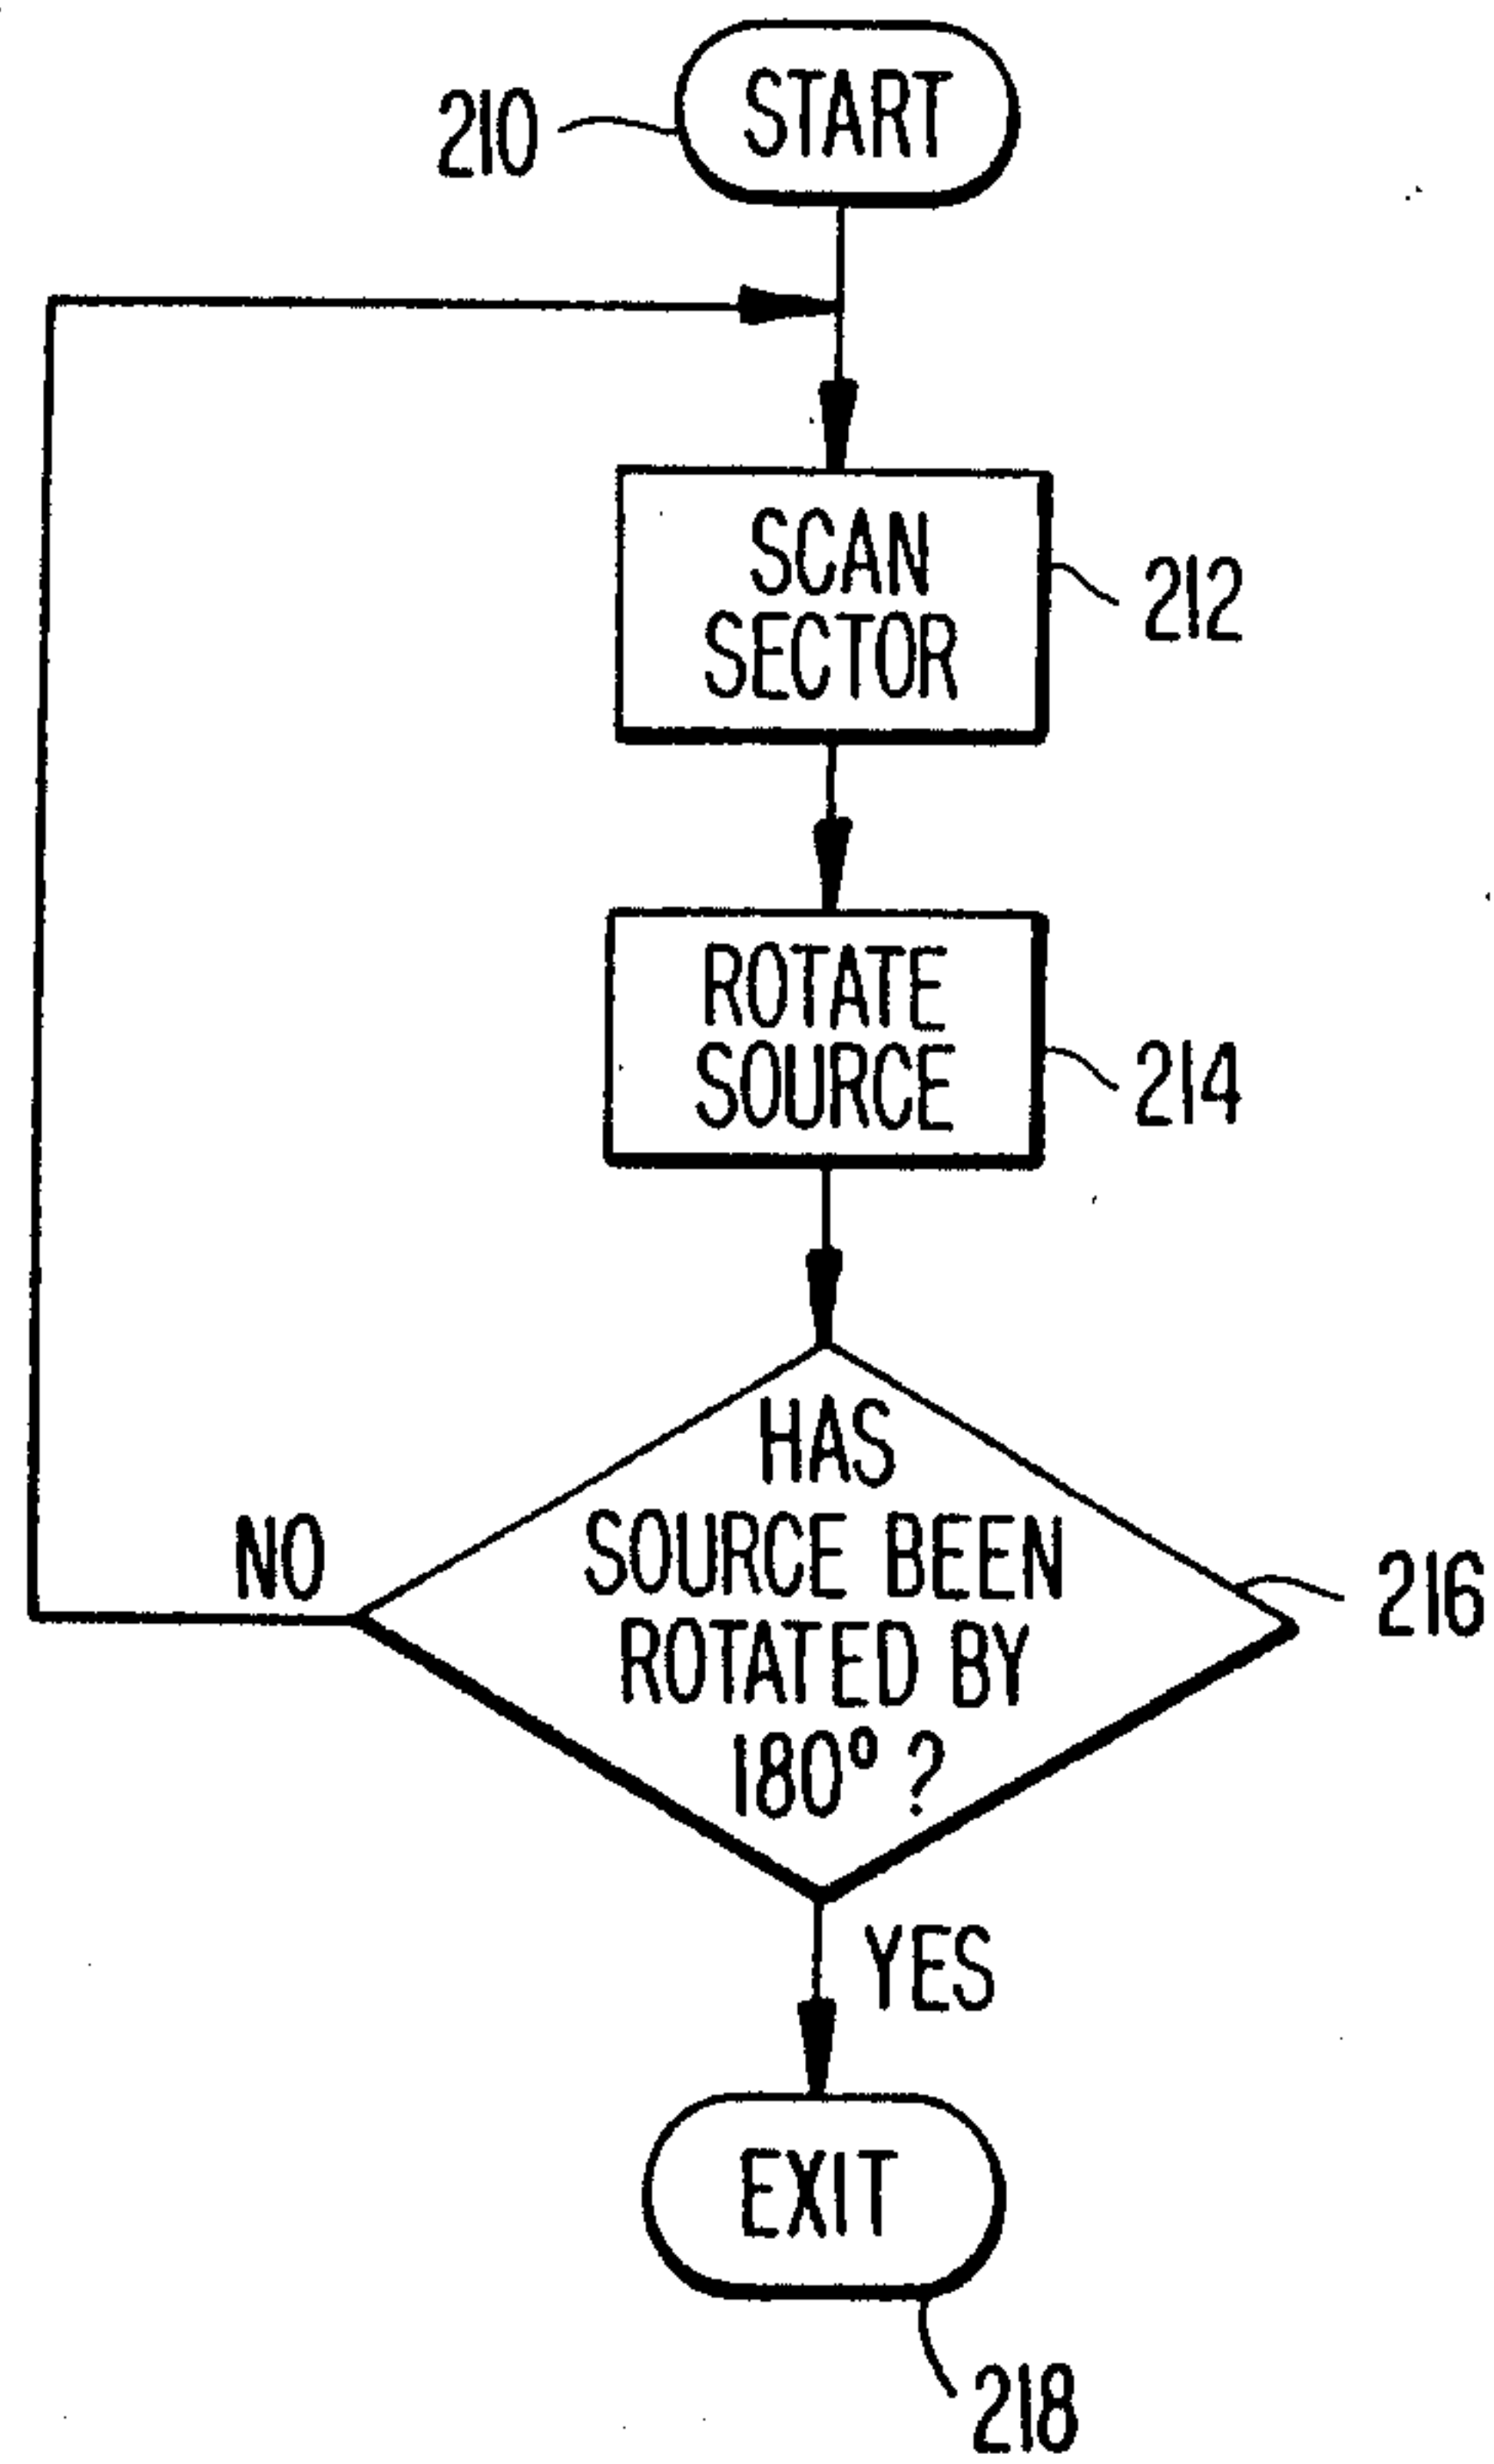 START
210
SCAN
SECTOR
212
ROTATE
SOURCE
214
HAS
SOURCE BEEN
ROTATED BY
180° ?
216
NO
YES
EXIT
218